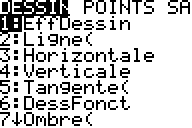 DESSIN POINTS SA
1:EffDessin
2:Ligne(
3:Horizontale
4:Verticale
5:Tangente(
6:DessFonct
7↓Ombre(